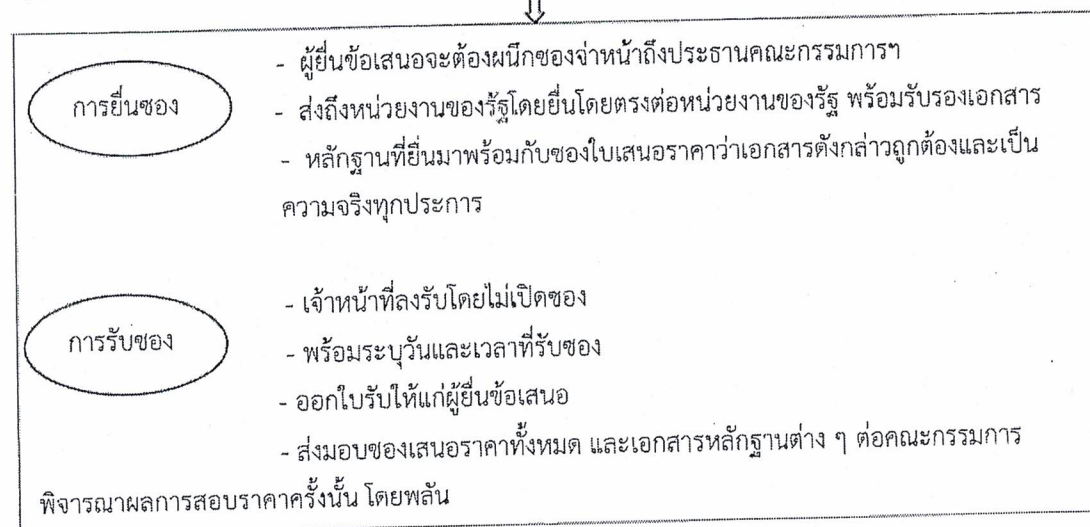 - ผู้ยื่นข้อเสนอจะต้องผนึกซองจ่าหน้าถึงประธานคณะกรรมการฯ
การยื่นซอง
- ส่งถึงหน่วยงานของรัฐโดยยื่นโดยตรงต่อหน่วยงานของรัฐ พร้อมรับรองเอกสาร
- หลักฐานที่ยื่นมาพร้อมกับซองใบเสนอราคาว่าเอกสารดังกล่าวถูกต้องและเป็น
ความจริงทุกประการ
- เจ้าหน้าที่ลงรับโดยไม่เปิดซอง
การรับซอง
- พร้อมระบุวันและเวลาที่รับซอง
- ออกใบรับให้แก่ผู้ยื่นข้อเสนอ
- ส่งมอบซองเสนอราคาทั้งหมด และเอกสารหลักฐานต่าง ๆ ต่อคณะกรรมการ
พิจารณาผลการสอบราคาครั้งนั้น โดยพลัน